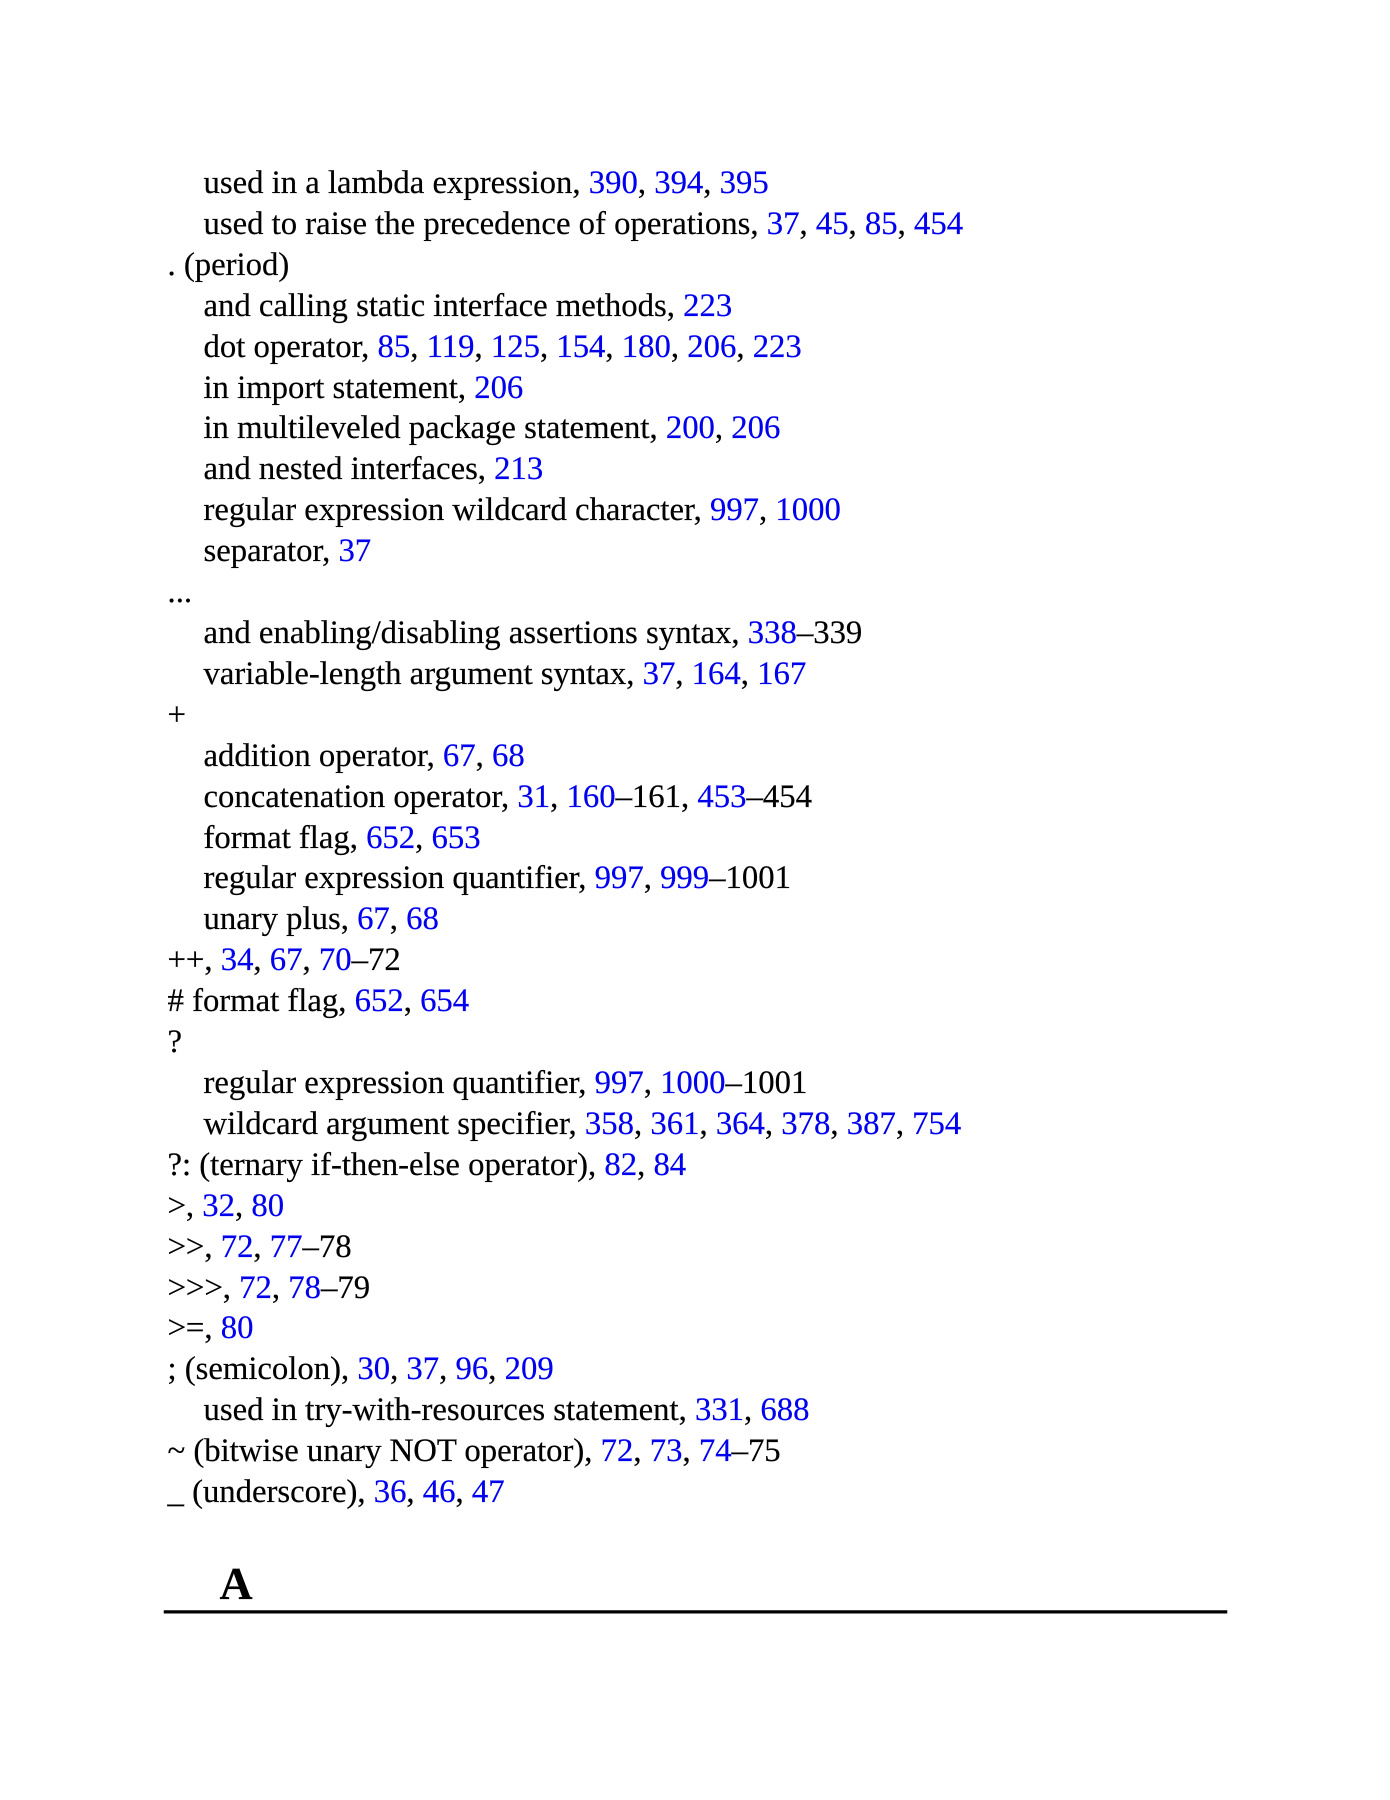 used in a lambda expression, 390, 394, 395
used to raise the precedence of operations, 37, 45, 85, 454
. (period)
and calling static interface methods, 223
dot operator, 85, 119, 125, 154, 180, 206, 223
in import statement, 206
in multileveled package statement, 200, 206
and nested interfaces, 213
regular expression wildcard character, 997, 1000
separator, 37
...
and enabling/disabling assertions syntax, 338–339
variable-length argument syntax, 37, 164, 167
+
addition operator, 67, 68
concatenation operator, 31, 160–161, 453–454
format flag, 652, 653
regular expression quantifier, 997, 999–1001
unary plus, 67, 68
++, 34, 67, 70–72
# format flag, 652, 654
?
regular expression quantifier, 997, 1000–1001
wildcard argument specifier, 358, 361, 364, 378, 387, 754
?: (ternary if-then-else operator), 82, 84
>, 32, 80
>>, 72, 77–78
>>>, 72, 78–79
>=, 80
; (semicolon), 30, 37, 96, 209
used in try-with-resources statement, 331, 688
~ (bitwise unary NOT operator), 72, 73, 74–75
_ (underscore), 36, 46, 47
A